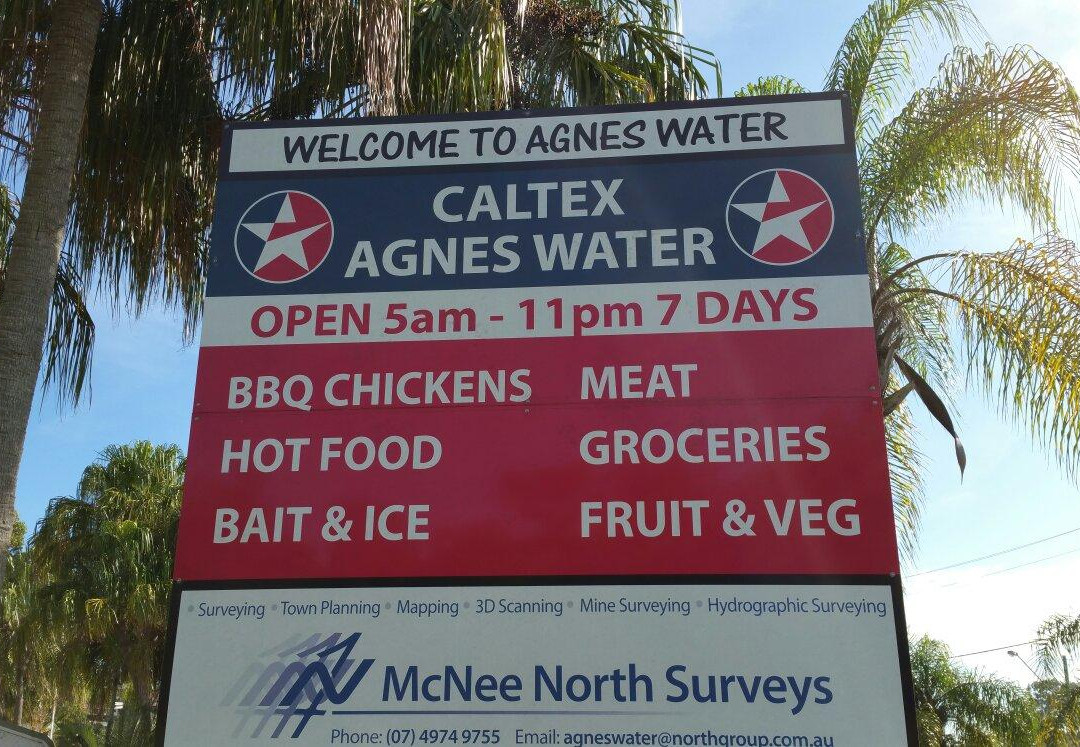 WELCOME TO AGNES WATER
CALTEX
AGNES WATER
OPEN 5am - 11pm 7 DAYS
BBQ CHICKENS MEAT
HOT FOOD GROCERIES
BAIT & ICE FRUIT & VEG
• Surveying • Town Planning • Mapping • 3D Scanning • Mine Surveying • Hydrographic Surveying
McNee North Surveys
Phone: (07) 4974 9755 Email: agneswater@northgroup.com.au